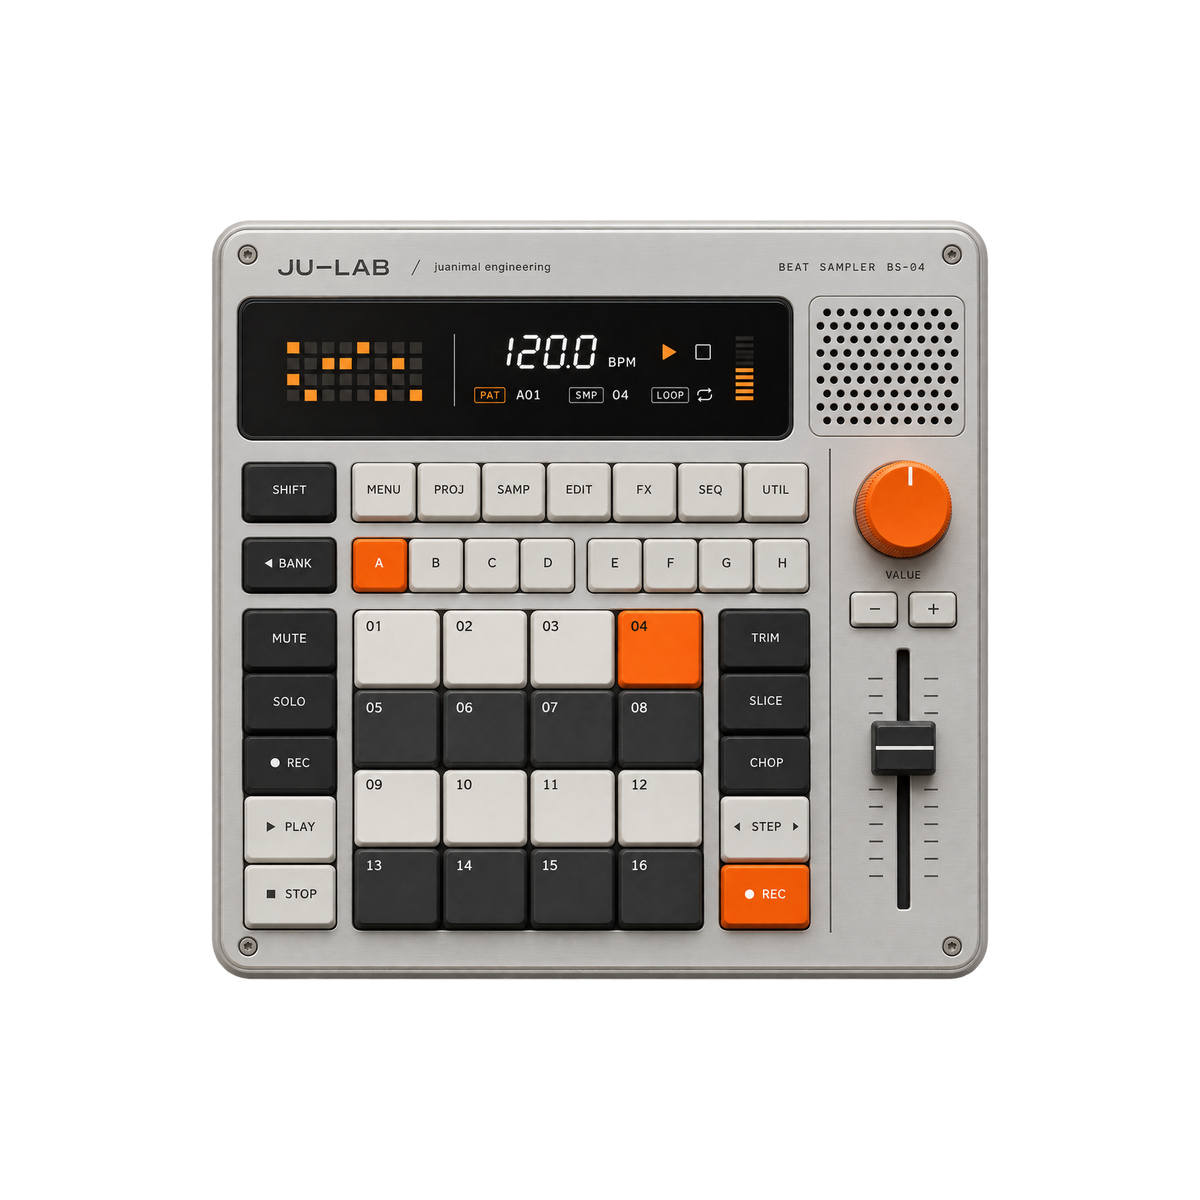 JU—LAB / juanimal engineering
BEAT SAMPLER BS-04
120.0 BPM
PAT A01 SMP 04 LOOP
SHIFT MENU PROJ SAMP EDIT FX SEQ UTIL
BANK A B C D E F G H
VALUE
− +
MUTE 01 02 03 04 TRIM
SOLO 05 06 07 08 SLICE
REC 09 10 11 12 CHOP
PLAY STEP
STOP 13 14 15 16 REC